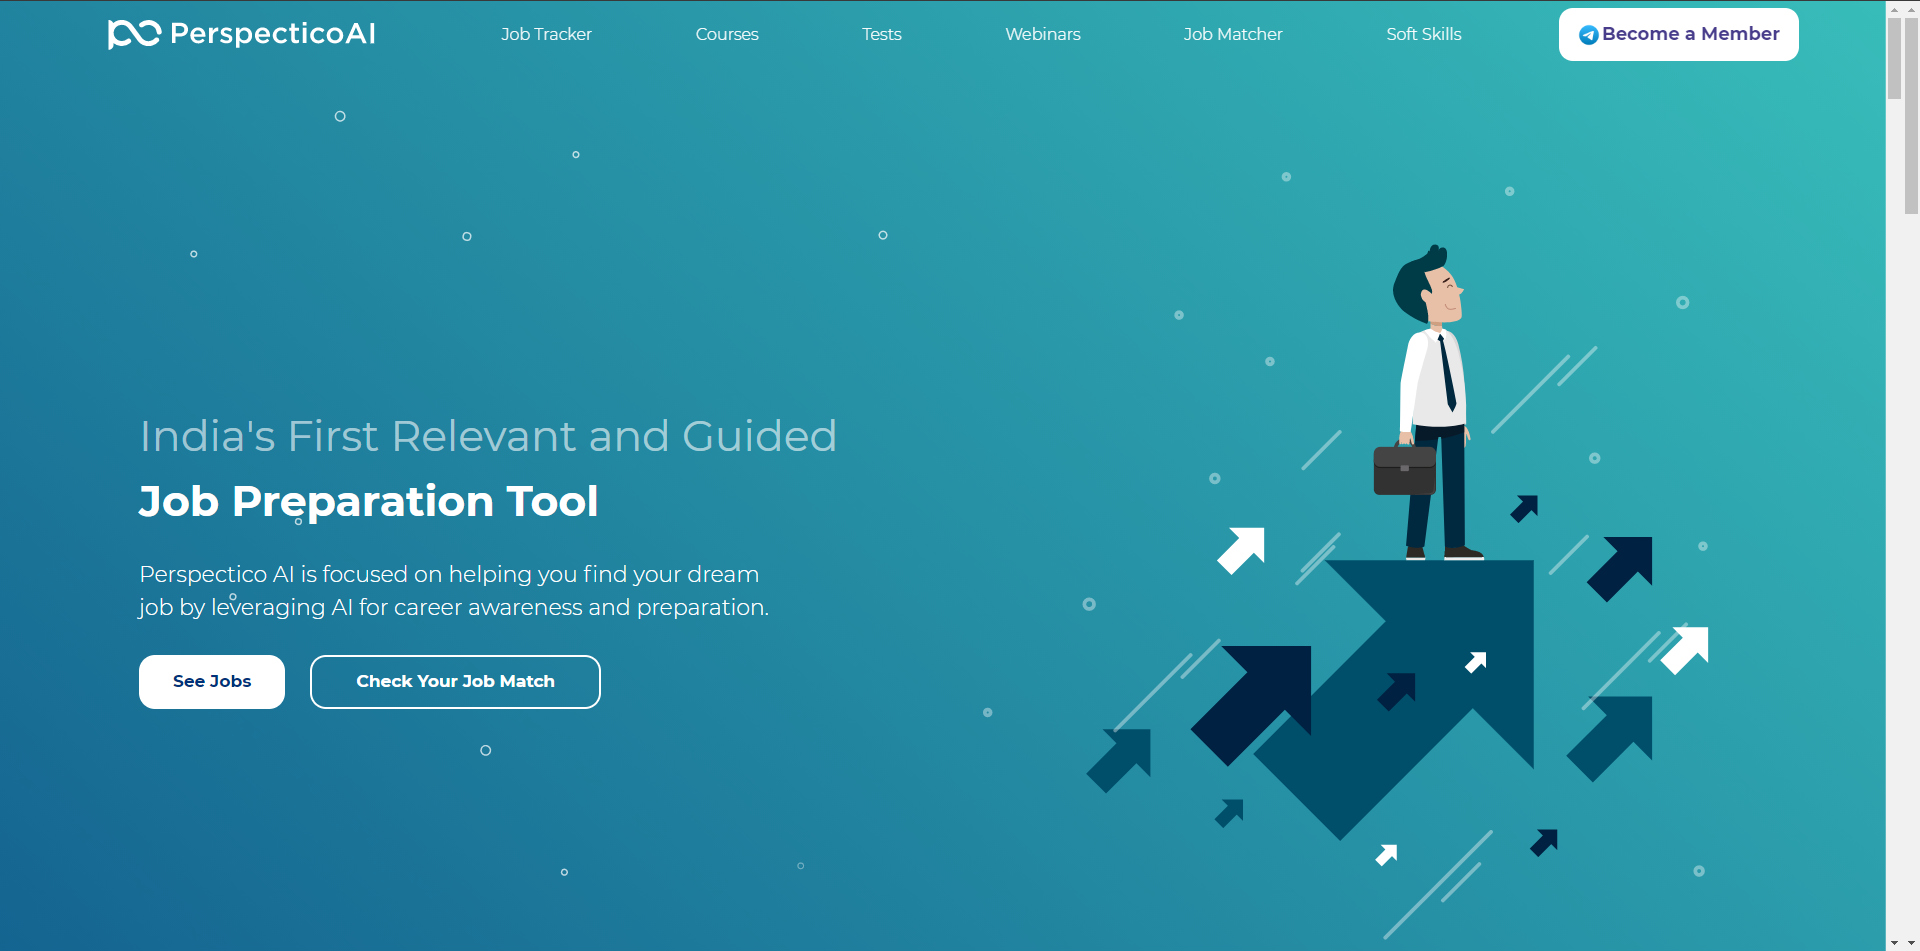 PerspecticoAI
Job Tracker
Courses
Tests
Webinars
Job Matcher
Soft Skills
Become a Member
India's First Relevant and Guided
Job Preparation Tool
Perspectico AI is focused on helping you find your dream
job by leveraging AI for career awareness and preparation.
See Jobs
Check Your Job Match